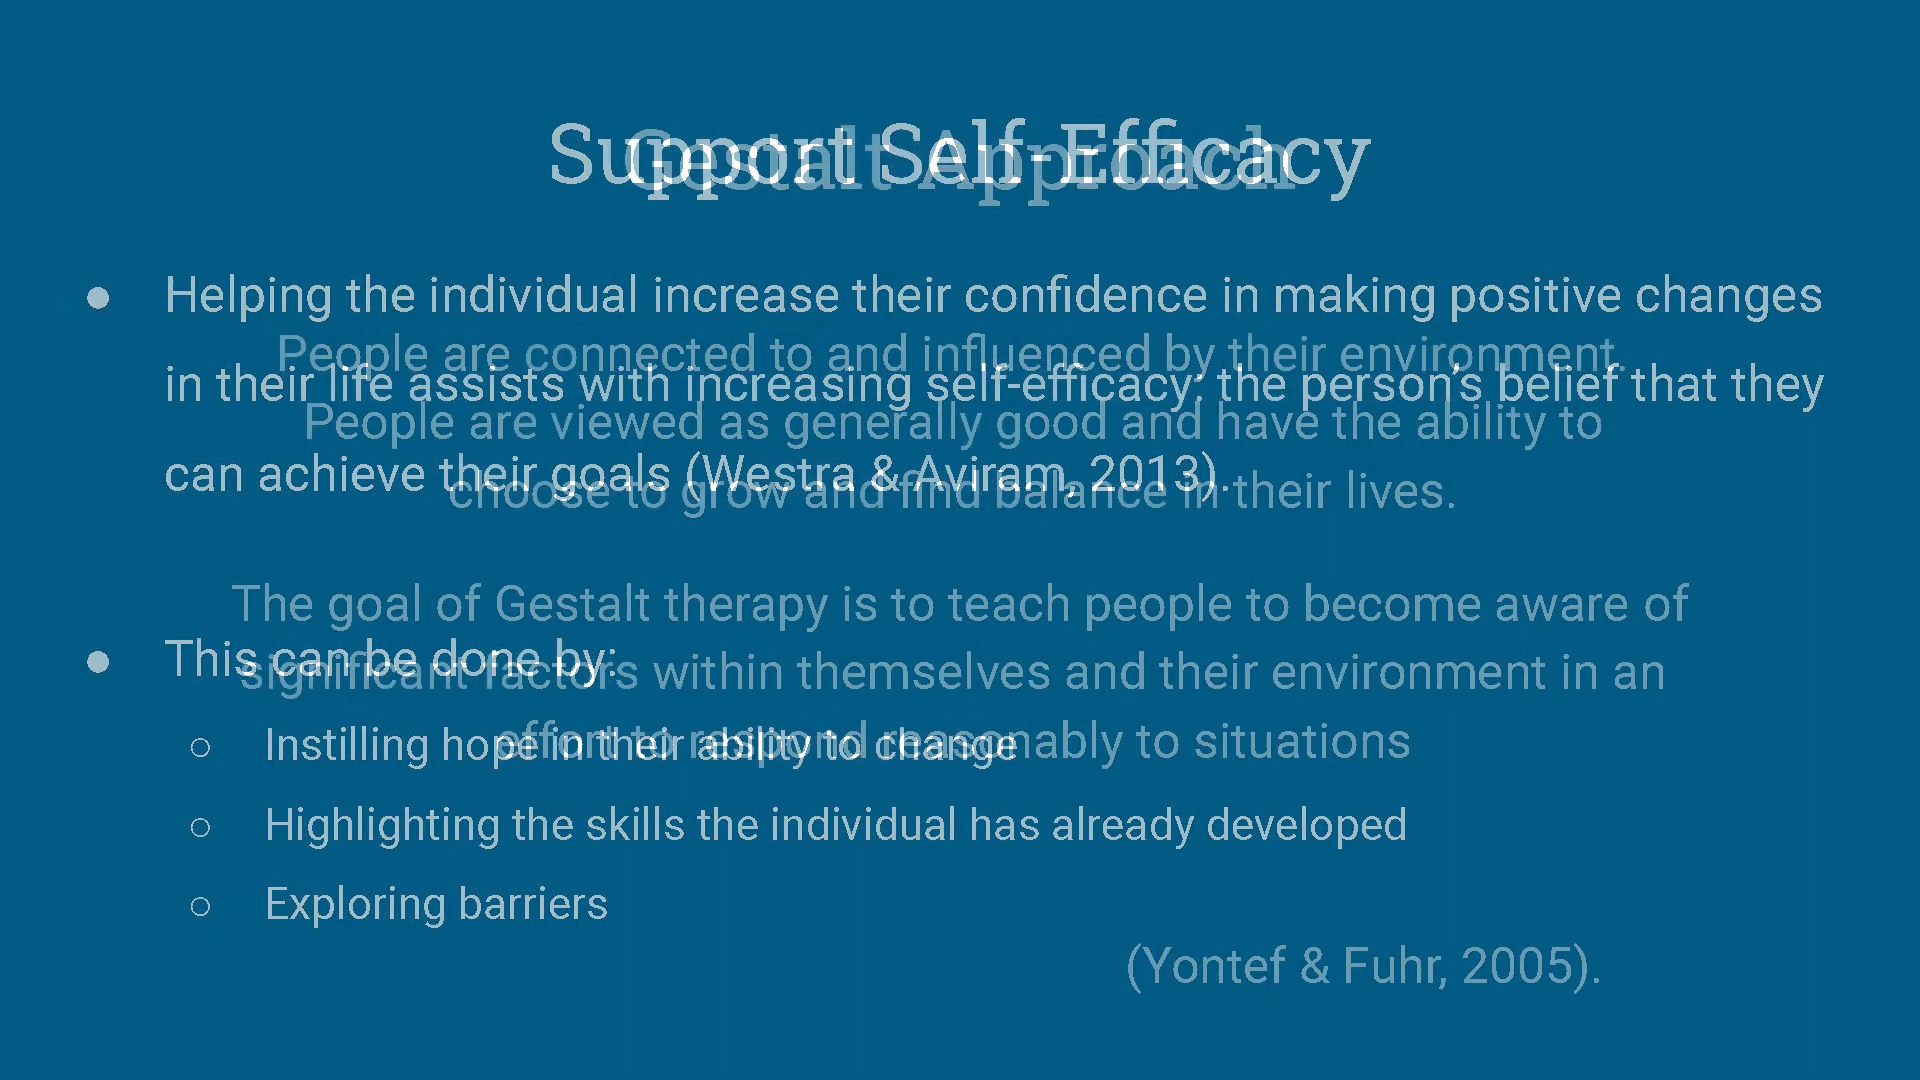 Support Self-Efficacy
● Helping the individual increase their confidence in making positive changes
in their life assists with increasing self-efficacy: the person's belief that they
can achieve their goals (Westra & Aviram, 2013).
● This can be done by:
○ Instilling hope in their ability to change
○ Highlighting the skills the individual has already developed
○ Exploring barriers
Gestalt Approach
People are connected to and influenced by their environment.
People are viewed as generally good and have the ability to
choose to grow and find balance in their lives.
The goal of Gestalt therapy is to teach people to become aware of
significant factors within themselves and their environment in an
effort to respond reasonably to situations
(Yontef & Fuhr, 2005).